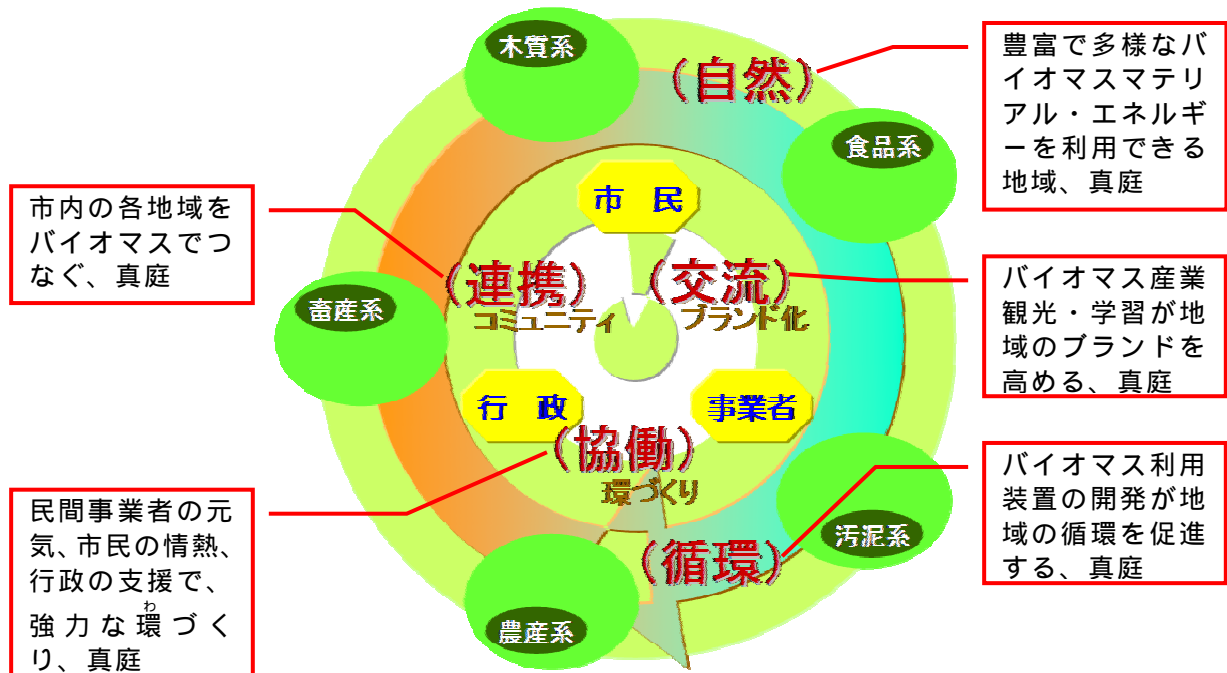 木質系
(自然)
豊富で多様なバ
イオマスマテリ
アル・エネルギ
ーを利用できる
地域、真庭
食品系
市民
市内の各地域を
バイオマスでつ
なぐ、真庭
(連携)
コミュニティ
(交流)
ブランド化
バイオマス産業
観光・学習が地
域のブランドを
高める、真庭
畜産系
行政
事業者
(協働)
環づくり
バイオマス利用
装置の開発が地
域の循環を促進
する、真庭
民間事業者の元
気、市民の情熱、
行政の支援で、
わ
強力な環づく
り、真庭
(循環)
汚泥系
農産系